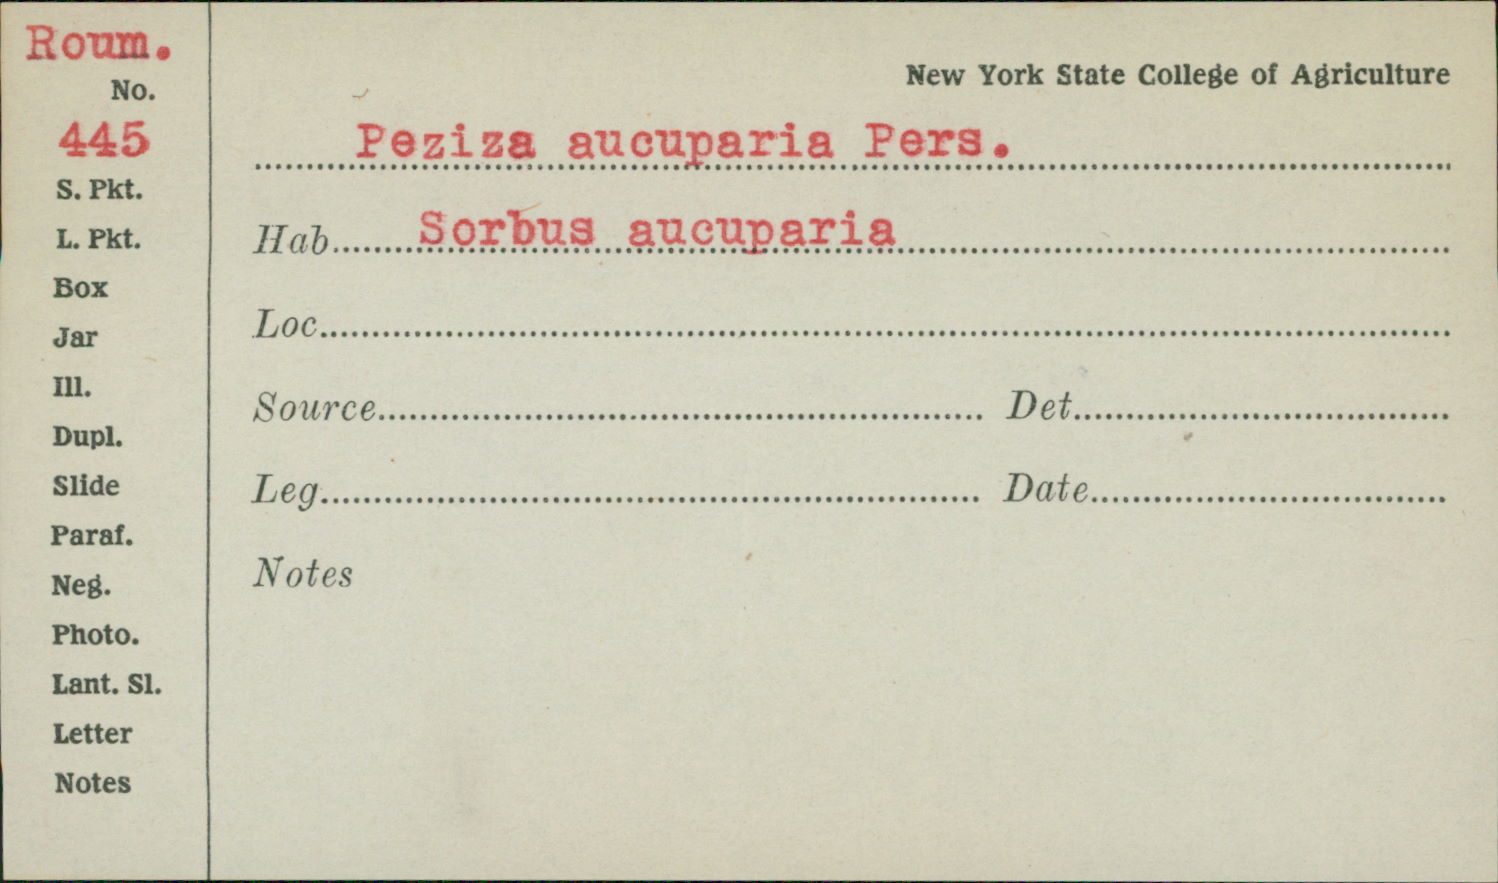 Roum.
No.
445
S. Pkt.
L. Pkt.
Box
Jar
Ill.
Dupl.
Slide
Paraf.
Neg.
Photo.
Lant. Sl.
Letter
Notes
New York State College of Agriculture
Peziza aucuparia Pers.
Hab. Sorbus aucuparia
Loc.
Source Det.
Leg. Date
Notes